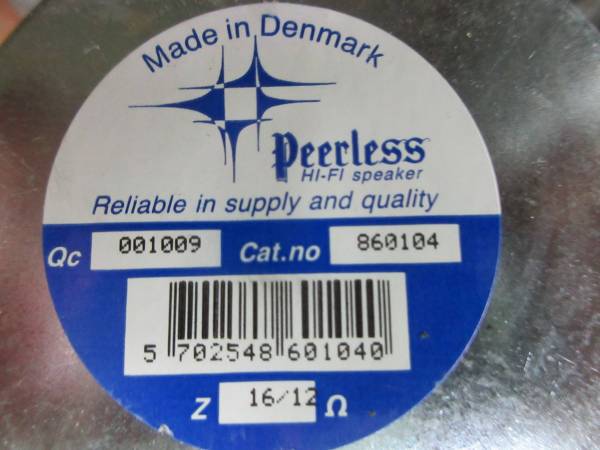 Made in Denmark
Peerless
HI-FI speaker
Reliable in supply and quality
Qc 001009 Cat.no 860104
5 702548 601040
Z 16/12 Ω